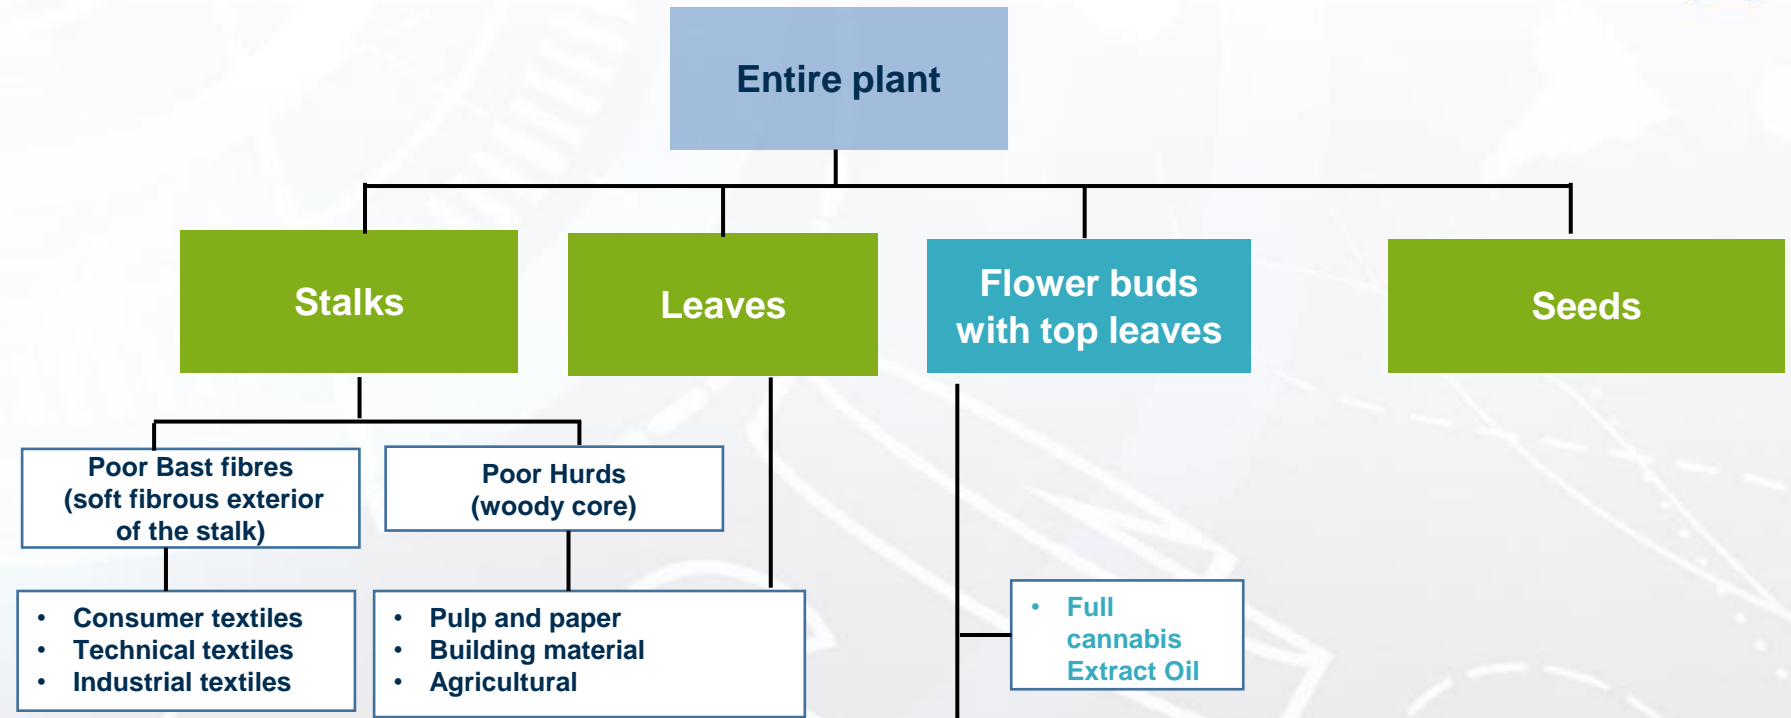 Entire plant
Stalks
Leaves
Flower buds
with top leaves
Seeds
Poor Bast fibres
(soft fibrous exterior
of the stalk)
Poor Hurds
(woody core)
• Consumer textiles
• Technical textiles
• Industrial textiles
• Pulp and paper
• Building material
• Agricultural
• Full
cannabis
Extract Oil